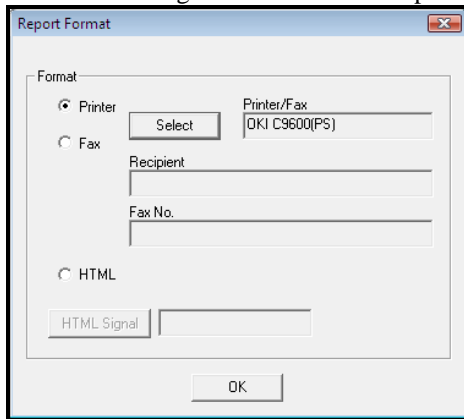 Report Format
Format
Printer
Printer/Fax
Select
OKI C9600(PS)
Fax
Recipient
Fax No.
HTML
HTML Signal
OK